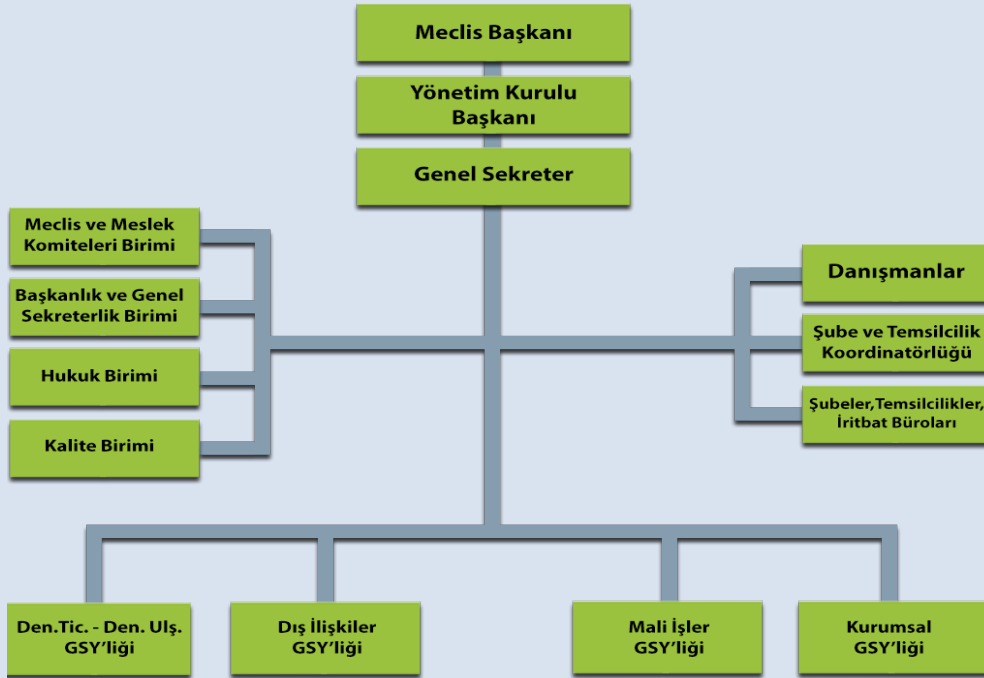 Meclis Başkanı
Yönetim Kurulu
Başkanı
Genel Sekreter
Meclis ve Meslek
Komiteleri Birimi
Başkanlık ve Genel
Sekreterlik Birimi
Hukuk Birimi
Kalite Birimi
Danışmanlar
Şube ve Temsilcilik
Koordinatörlüğü
Şubeler,Temsilcilikler,
İritbat Büroları
Den.Tic. - Den. Ulş.
GSY'liği
Dış İlişkiler
GSY'liği
Mali İşler
GSY'liği
Kurumsal
GSY'liği